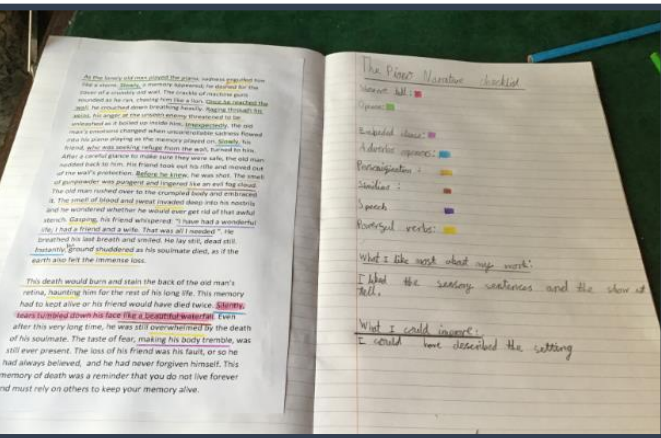 As the lonely old man played the piano, sadness engulfed him
like a storm. Slowly, a memory appeared; he dashed for the
cover of a crumbly old wall. The crackle of machine guns
sounded as he ran, chasing him like a lion. Once he reached the
wall, he crouched down breathing heavily. Raging through his
veins, his anger at the unseen enemy threatened to be
unleashed as it boiled up inside him. Unexpectedly, the old
man's emotions changed when uncontrollable sadness flowed
into his piano playing as the memory played on. Slowly, his
friend, who was seeking refuge from the wall, turned to him.
After a careful glance to make sure they were safe, the old man
nodded back to him. His friend took out his rifle and moved out
of the wall's protection. Before he knew, he was shot. The smell
of gunpowder was pungent and lingered like an evil fog cloud.
The old man rushed over to the crumpled body and embraced
it. The smell of blood and sweat invaded deep into his nostrils
and he wondered whether he would ever get rid of that awful
stench. Gasping, his friend whispered: "I have a wonderful
life; I had a friend and a wife. That was all I needed". He
breathed his last breath and smiled. He lay still, dead still.
Instantly, ground shuddered as his soulmate died, as if the
earth also felt the immense loss.
This death would burn and stain the back of the old man's
retina, haunting him for the rest of his long life. This memory
had to kept alive or his friend would have died twice. Silently,
tears tumbled down his face like a beautiful waterfall. Even
after this very long time, he was still overwhelmed by the death
of his soulmate. The taste of fear, making his body tremble, was
still ever present. The loss of his friend was his fault, or so he
had always believed, and he had never forgiven himself. This
memory of death was a reminder that you do not live forever
nd must rely on others to keep your memory alive.
The Piano Narrative checklist
tell:
Embedded clause:
Adverbial openers:
Personification:
Similies:
Speech
Powerful verbs:
What I like most about my work:
I liked the sensory sentences and the show not
tell.
What I could improve:
I could have described the setting